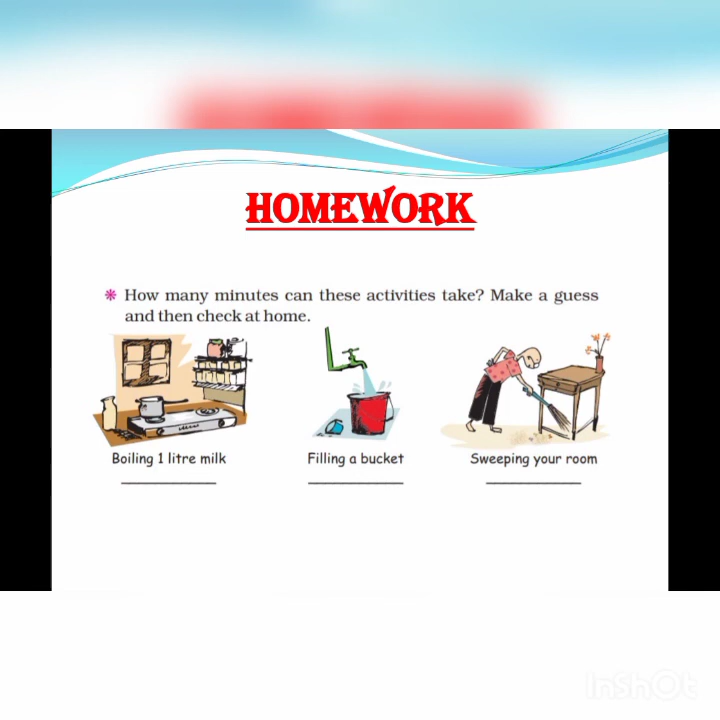 HOMEWORK
❋ How many minutes can these activities take? Make a guess
and then check at home.
Boiling 1 litre milk
Filling a bucket
Sweeping your room
InShOt